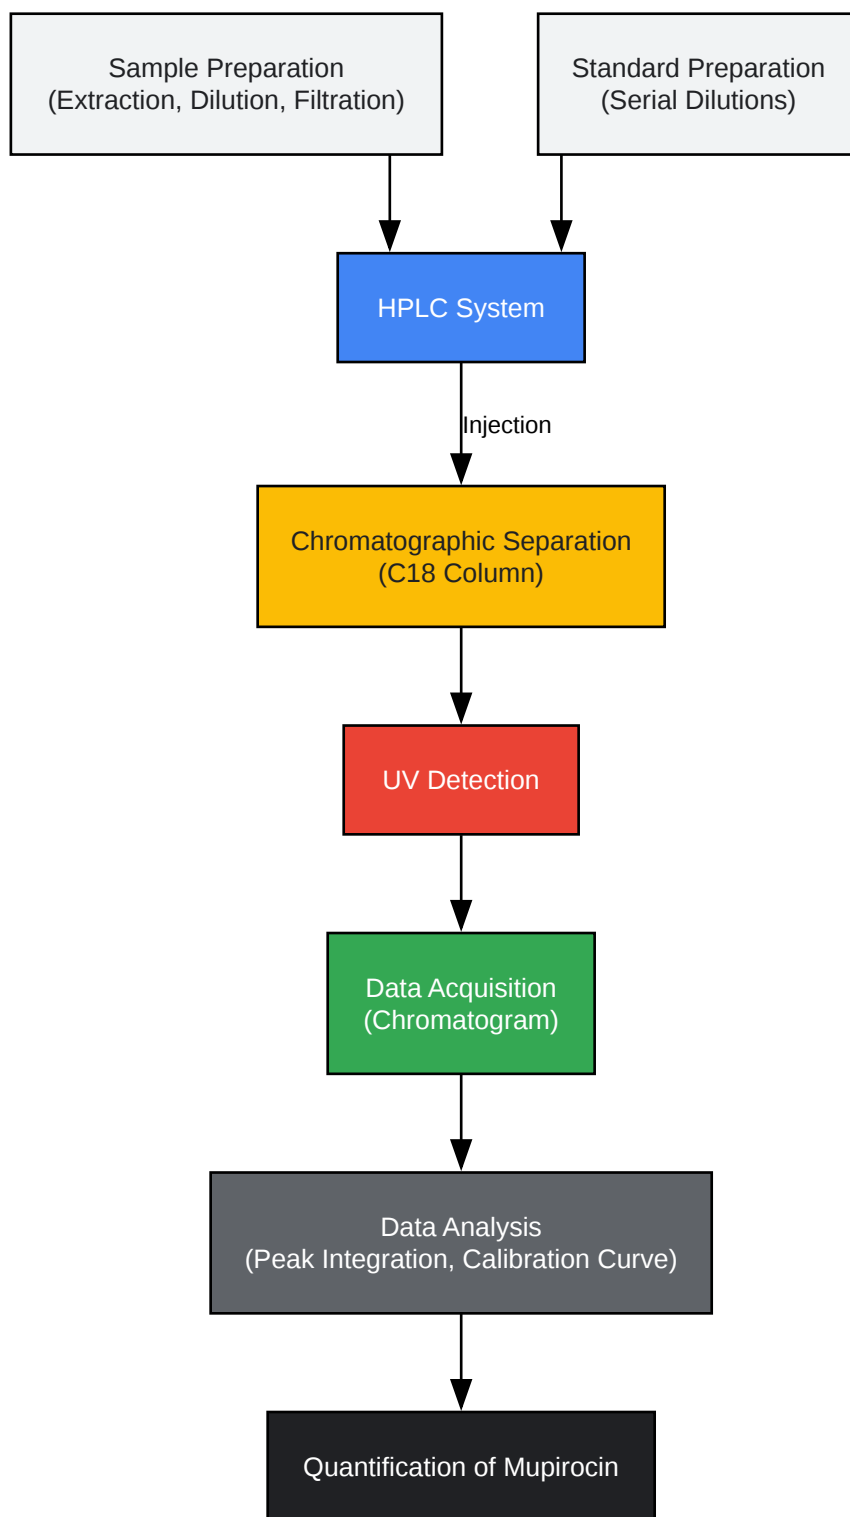 Sample Preparation
(Extraction, Dilution, Filtration)
Standard Preparation
(Serial Dilutions)
HPLC System
Injection
Chromatographic Separation
(C18 Column)
UV Detection
Data Acquisition
(Chromatogram)
Data Analysis
(Peak Integration, Calibration Curve)
Quantification of Mupirocin